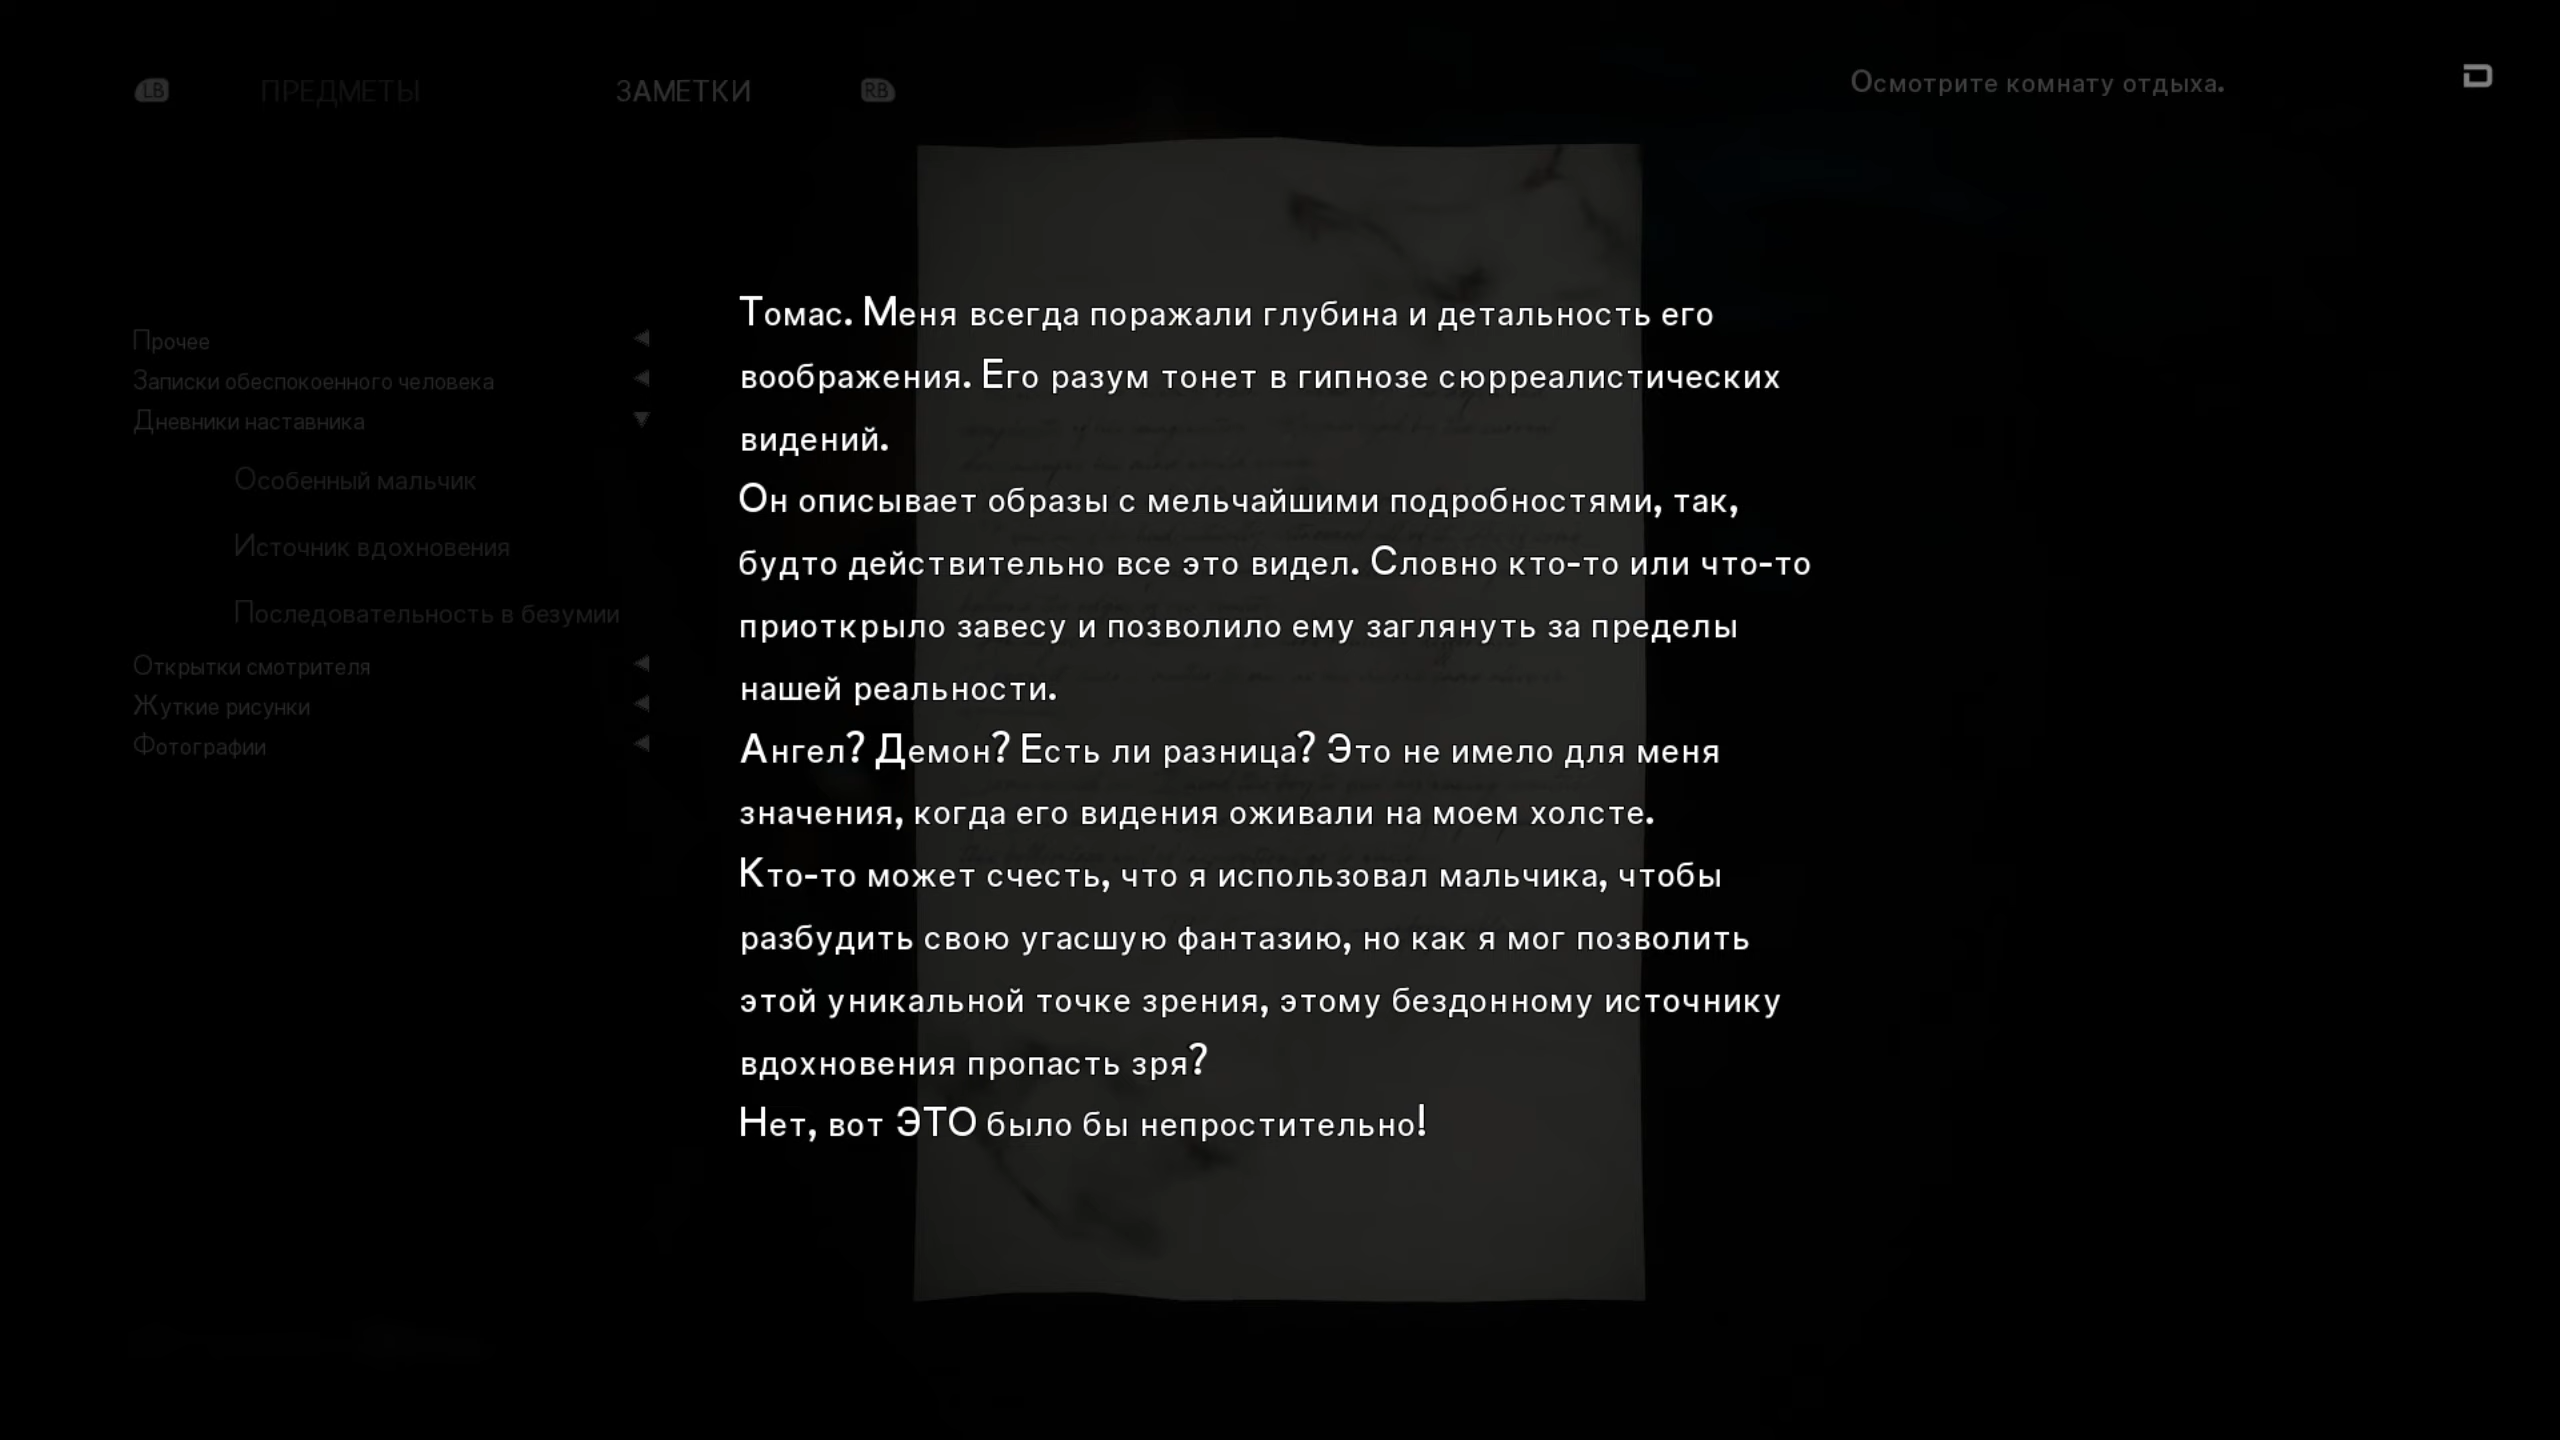 LB ПРЕДМЕТЫ ЗАМЕТКИ RB
Осмотрите комнату отдыха.
Прочее
Записки обеспокоенного человека
Дневники наставника
Особенный мальчик
Источник вдохновения
Последовательность в безумии
Открытки смотрителя
Жуткие рисунки
Фотографии
Томас. Меня всегда поражали глубина и детальность его
воображения. Его разум тонет в гипнозе сюрреалистических
видений.
Он описывает образы с мельчайшими подробностями, так,
будто действительно все это видел. Словно кто-то или что-то
приоткрыло завесу и позволило ему заглянуть за пределы
нашей реальности.
Ангел? Демон? Есть ли разница? Это не имело для меня
значения, когда его видения оживали на моем холсте.
Кто-то может счесть, что я использовал мальчика, чтобы
разбудить свою угасшую фантазию, но как я мог позволить
этой уникальной точке зрения, этому бездонному источнику
вдохновения пропасть зря?
Нет, вот ЭТО было бы непростительно!